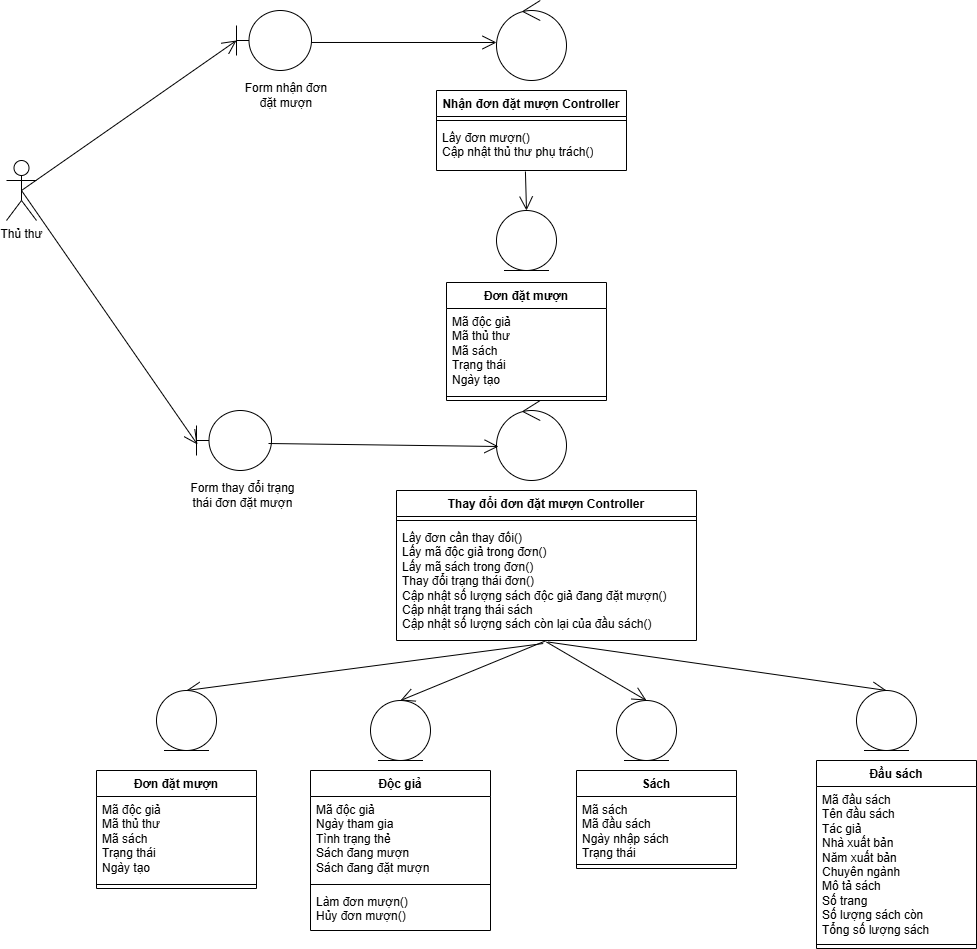 Form nhận đơn
đặt mượn
Nhận đơn đặt mượn Controller
Lấy đơn mượn()
Cập nhật thủ thư phụ trách()
Thủ thư
Đơn đặt mượn
Mã độc giả
Mã thủ thư
Mã sách
Trạng thái
Ngày tạo
Form thay đổi trạng
thái đơn đặt mượn
Thay đổi đơn đặt mượn Controller
Lấy đơn cần thay đổi()
Lấy mã độc giả trong đơn()
Lấy mã sách trong đơn()
Thay đổi trạng thái đơn()
Cập nhật số lượng sách độc giả đang đặt mượn()
Cập nhật trạng thái sách
Cập nhật số lượng sách còn lại của đầu sách()
Đơn đặt mượn
Mã độc giả
Mã thủ thư
Mã sách
Trạng thái
Ngày tạo
Độc giả
Mã độc giả
Ngày tham gia
Tình trạng thẻ
Sách đang mượn
Sách đang đặt mượn
Làm đơn mượn()
Hủy đơn mượn()
Sách
Mã sách
Mã đầu sách
Ngày nhập sách
Trạng thái
Đầu sách
Mã đầu sách
Tên đầu sách
Tác giả
Nhà xuất bản
Năm xuất bản
Chuyên ngành
Mô tả sách
Số trang
Số lượng sách còn
Tổng số lượng sách